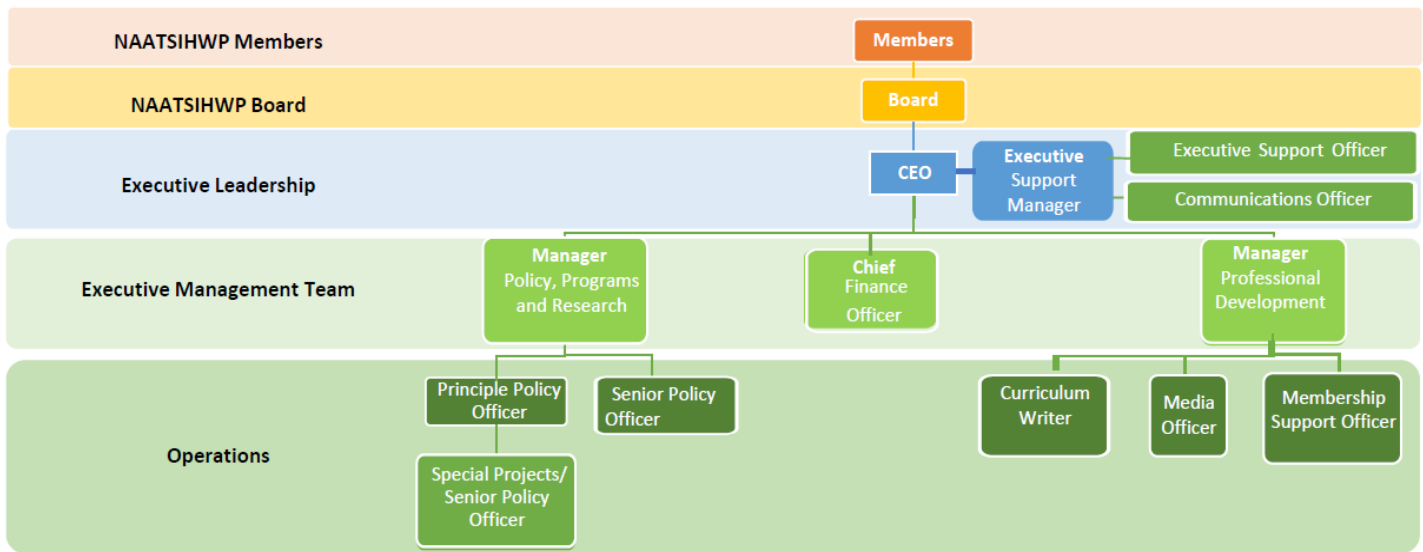 NAATSIHWP Members
Members
NAATSIHWP Board
Board
Executive Leadership
CEO
Executive
Support
Manager
Executive Support Officer
Communications Officer
Executive Management Team
Manager
Policy, Programs
and Research
Chief
Finance
Officer
Manager
Professional
Development
Operations
Principle Policy
Officer
Senior Policy
Officer
Special Projects/
Senior Policy
Officer
Curriculum
Writer
Media
Officer
Membership
Support Officer